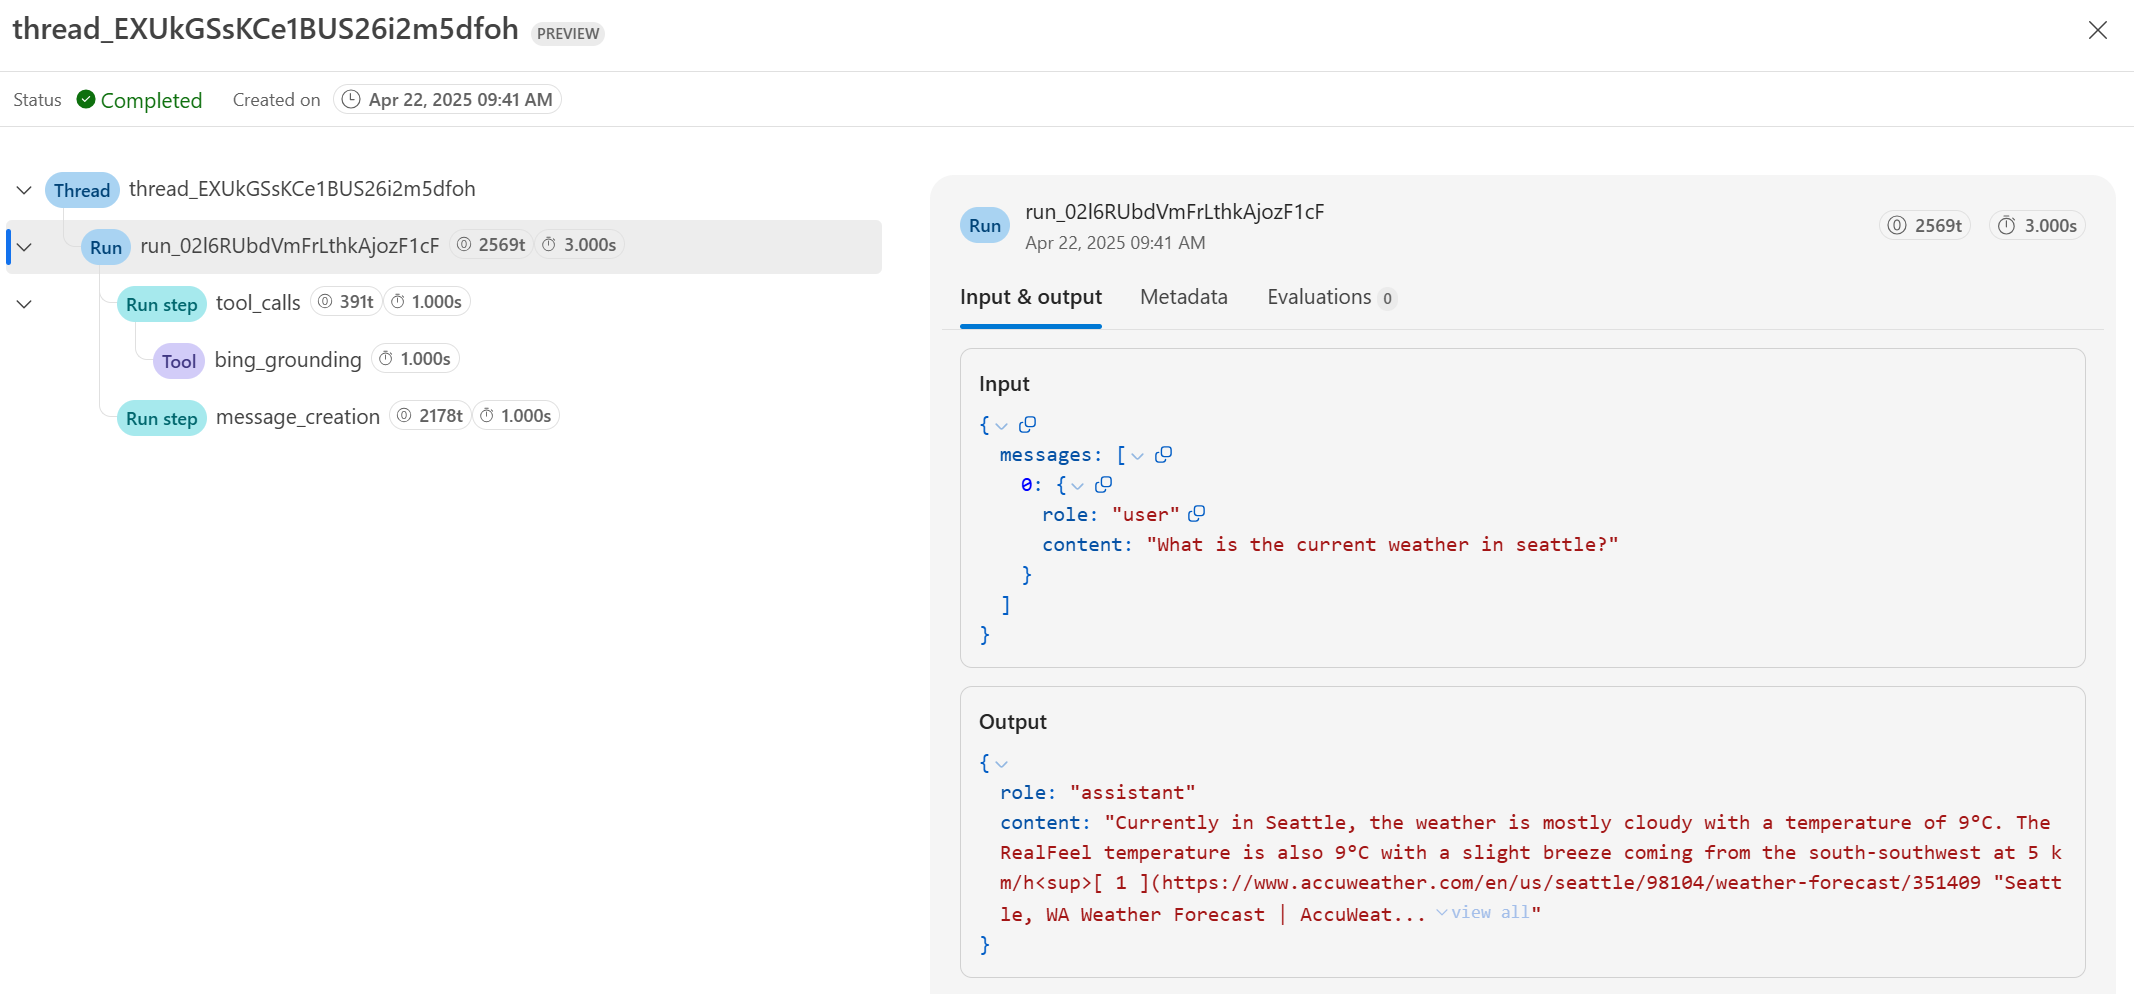 thread_EXUkGSsKCe1BUS26i2m5dfoh PREVIEW
Status Completed Created on Apr 22, 2025 09:41 AM
Thread thread_EXUkGSsKCe1BUS26i2m5dfoh
Run run_02l6RUbdVmFrLthkAjozF1cF 2569t 3.000s
Run step tool_calls 391t 1.000s
Tool bing_grounding 1.000s
Run step message_creation 2178t 1.000s
Run run_02l6RUbdVmFrLthkAjozF1cF 2569t 3.000s
Apr 22, 2025 09:41 AM
Input & output Metadata Evaluations 0
Input
{
messages: [
0: {
role: "user"
content: "What is the current weather in seattle?"
}
]
}
Output
{
role: "assistant"
content: "Currently in Seattle, the weather is mostly cloudy with a temperature of 9°C. The
RealFeel temperature is also 9°C with a slight breeze coming from the south-southwest at 5 k
m/h<sup>[ 1 ](https://www.accuweather.com/en/us/seattle/98104/weather-forecast/351409 "Seatt
le, WA Weather Forecast | AccuWeat... view all"
}